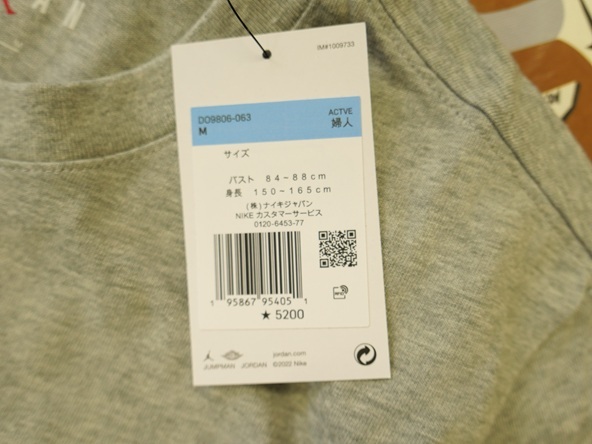 IM#1009733
DO9806-063
M
ACTVE
婦人
サイズ
バスト 84～88cm
身長 150～165cm
(株)ナイキジャパン
NIKE カスタマーサービス
0120-6453-77
1 95867 95405 1
★ 5200
jordan.com
JUMPMAN JORDAN ©2022 Nike